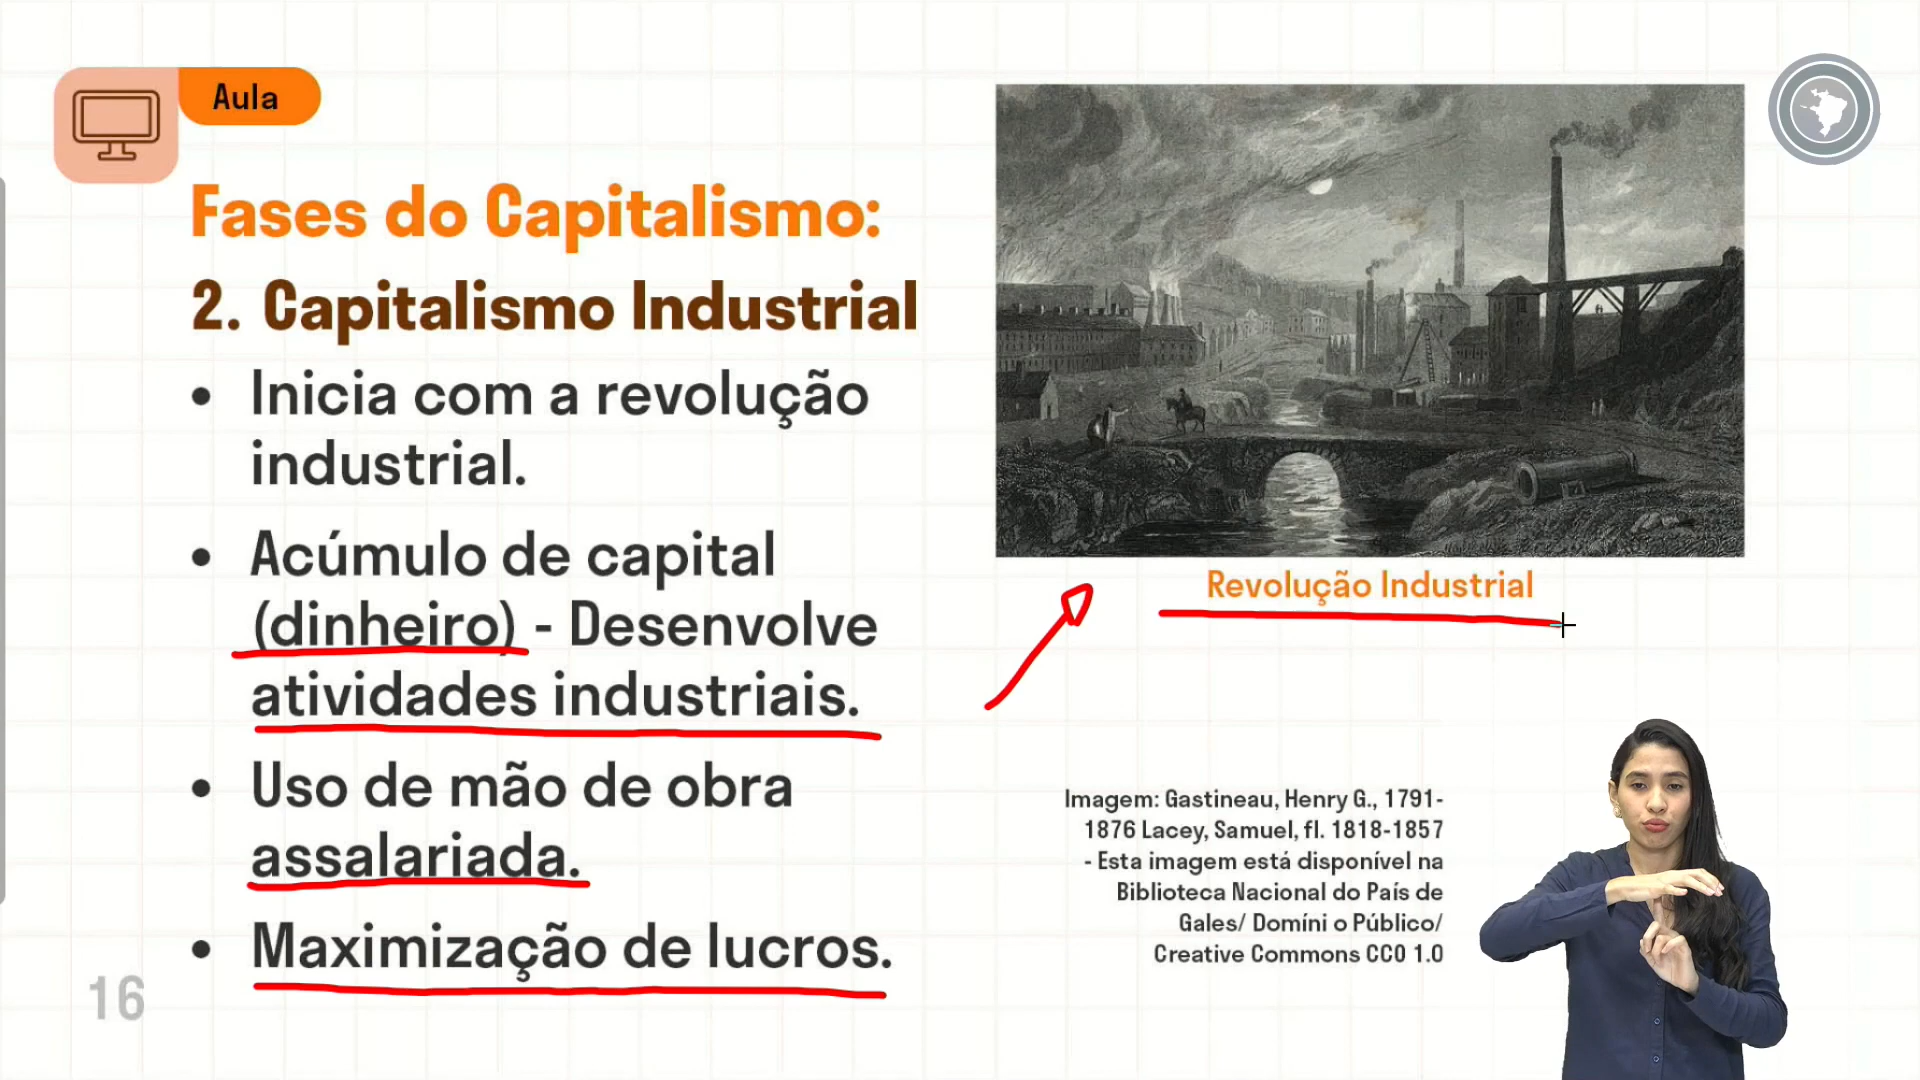 Aula
Fases do Capitalismo:
2. Capitalismo Industrial
• Inicia com a revolução
industrial.
• Acúmulo de capital
(dinheiro) - Desenvolve
atividades industriais.
• Uso de mão de obra
assalariada.
• Maximização de lucros.
16
Revolução Industrial
Imagem: Gastineau, Henry G., 1791-
1876 Lacey, Samuel, fl. 1818-1857
- Esta imagem está disponível na
Biblioteca Nacional do País de
Gales/ Domíni o Público/
Creative Commons CC0 1.0